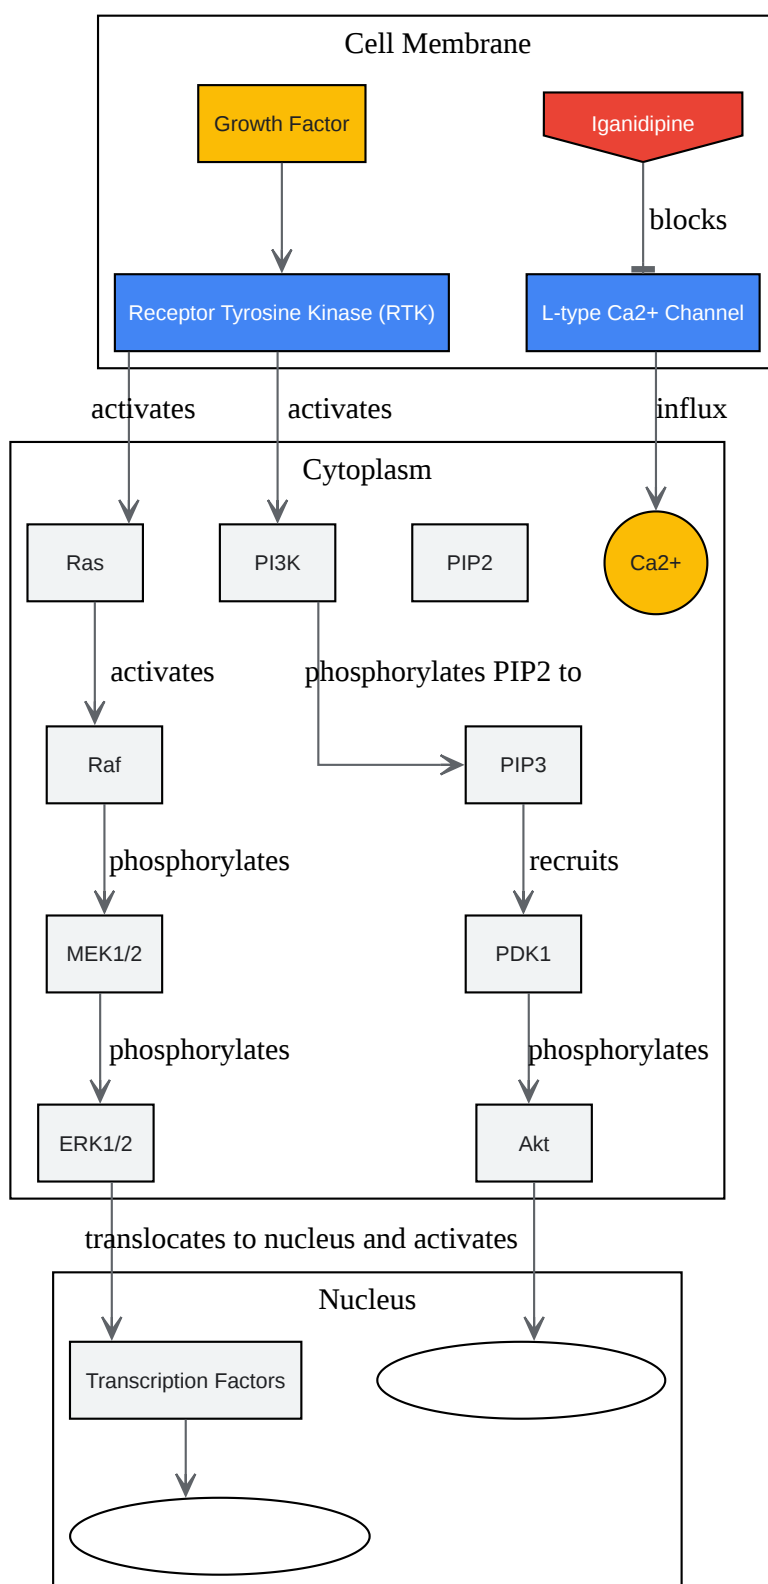 Cell Membrane
Growth Factor
Iganidipine
blocks
Receptor Tyrosine Kinase (RTK)
L-type Ca2+ Channel
activates
activates
influx
Cytoplasm
Ras
PI3K
PIP2
Ca2+
activates
phosphorylates PIP2 to
Raf
PIP3
phosphorylates
recruits
MEK1/2
PDK1
phosphorylates
phosphorylates
ERK1/2
Akt
translocates to nucleus and activates
Nucleus
Transcription Factors